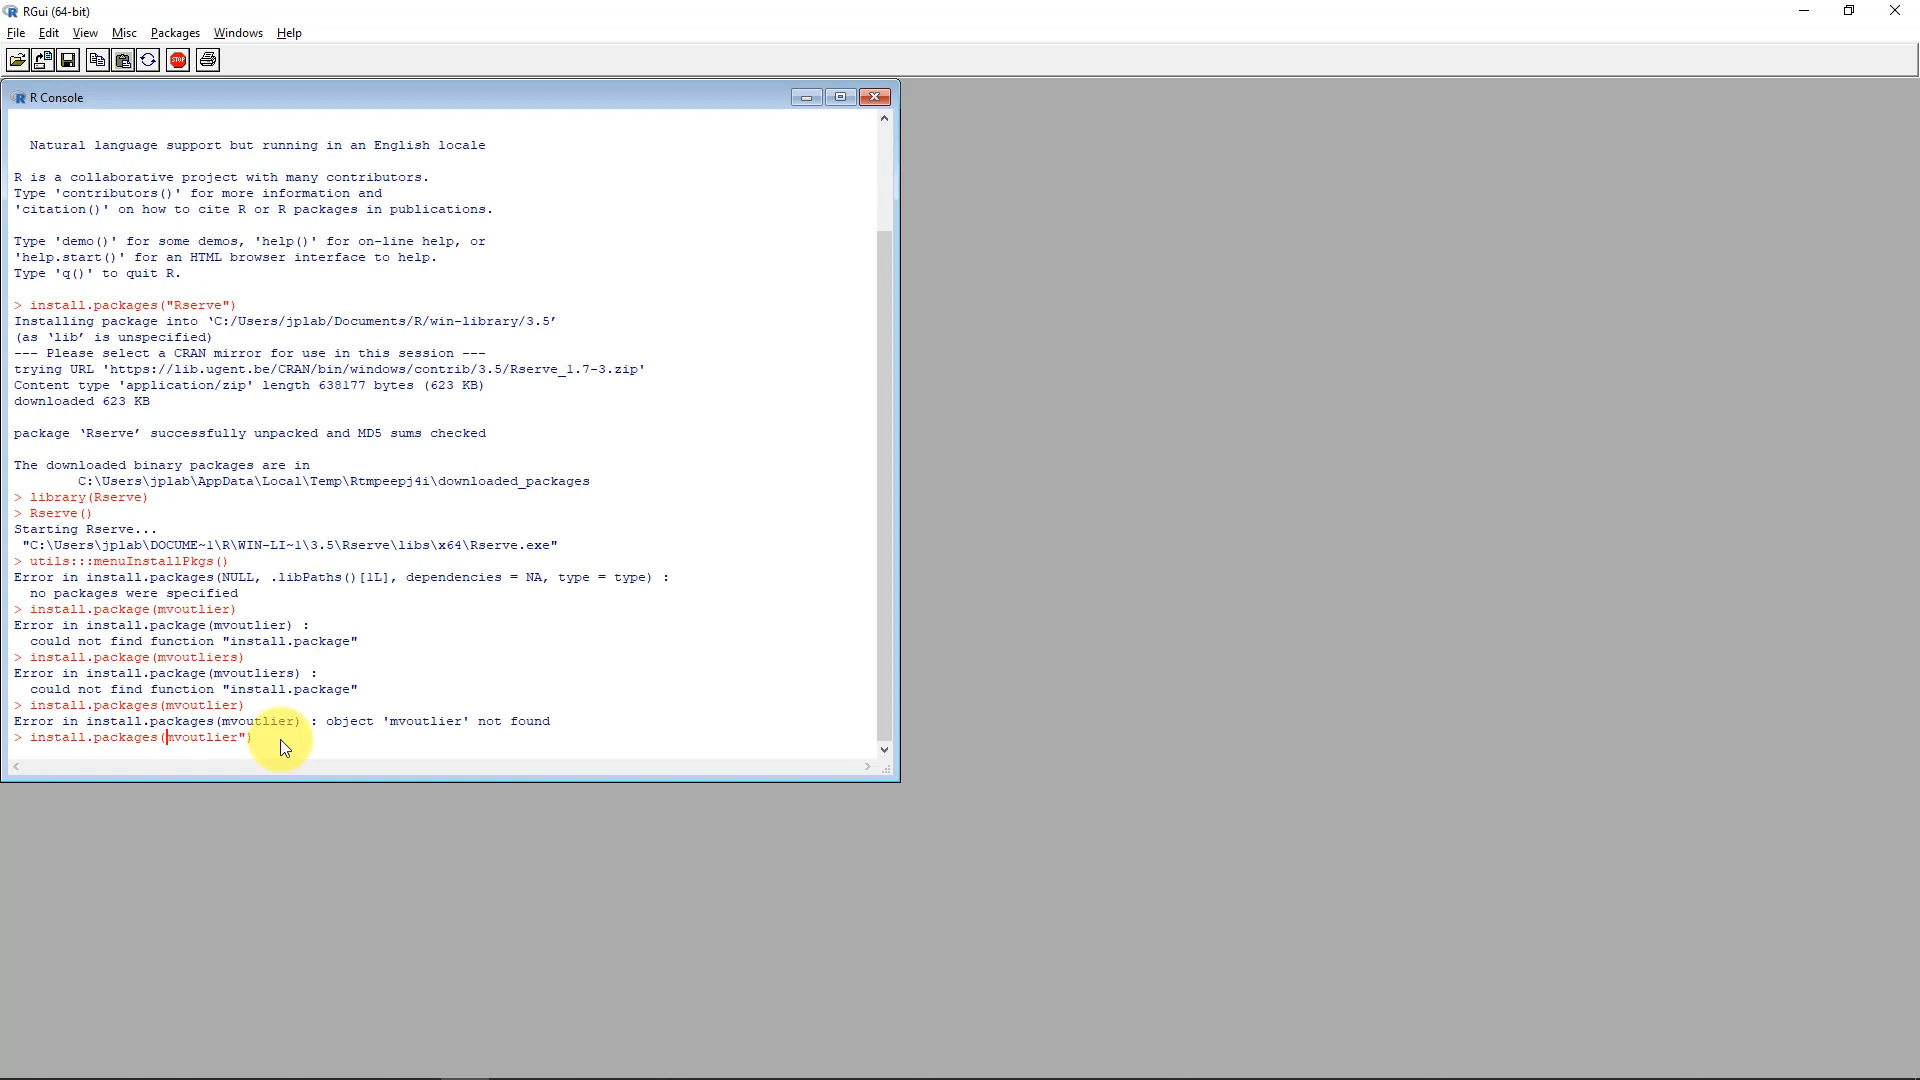 RGui (64-bit)
File Edit View Misc Packages Windows Help
STOP
R Console
Natural language support but running in an English locale
R is a collaborative project with many contributors.
Type 'contributors()' for more information and
'citation()' on how to cite R or R packages in publications.
Type 'demo()' for some demos, 'help()' for on-line help, or
'help.start()' for an HTML browser interface to help.
Type 'q()' to quit R.
> install.packages("Rserve")
Installing package into ‘C:/Users/jplab/Documents/R/win-library/3.5’
(as ‘lib’ is unspecified)
--- Please select a CRAN mirror for use in this session ---
trying URL 'https://lib.ugent.be/CRAN/bin/windows/contrib/3.5/Rserve_1.7-3.zip'
Content type 'application/zip' length 638177 bytes (623 KB)
downloaded 623 KB
package ‘Rserve’ successfully unpacked and MD5 sums checked
The downloaded binary packages are in
C:\Users\jplab\AppData\Local\Temp\Rtmpeepj4i\downloaded_packages
> library(Rserve)
> Rserve()
Starting Rserve...
"C:\Users\jplab\DOCUME~1\R\WIN-LI~1\3.5\Rserve\libs\x64\Rserve.exe"
> utils:::menuInstallPkgs()
Error in install.packages(NULL, .libPaths()[1L], dependencies = NA, type = type) :
no packages were specified
> install.package(mvoutlier)
Error in install.package(mvoutlier) :
could not find function "install.package"
> install.package(mvoutliers)
Error in install.package(mvoutliers) :
could not find function "install.package"
> install.packages(mvoutlier)
Error in install.packages(mvoutlier) : object 'mvoutlier' not found
> install.packages(mvoutlier")